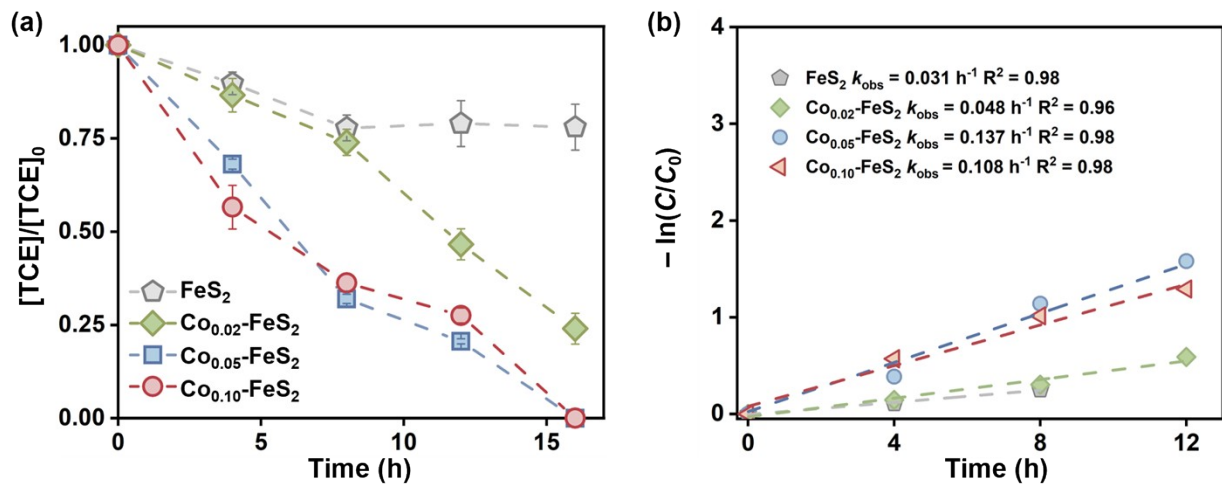 (a)
1.00
0.75
0.50
0.25
0.00
[TCE]/[TCE]₀
FeS₂
Co₀.₀₂-FeS₂
Co₀.₀₅-FeS₂
Co₀.₁₀-FeS₂
0 5 10 15
Time (h)
(b)
4
3
2
1
0
– ln(C/C₀)
FeS₂ kobs = 0.031 h⁻¹ R² = 0.98
Co₀.₀₂-FeS₂ kobs = 0.048 h⁻¹ R² = 0.96
Co₀.₀₅-FeS₂ kobs = 0.137 h⁻¹ R² = 0.98
Co₀.₁₀-FeS₂ kobs = 0.108 h⁻¹ R² = 0.98
0 4 8 12
Time (h)